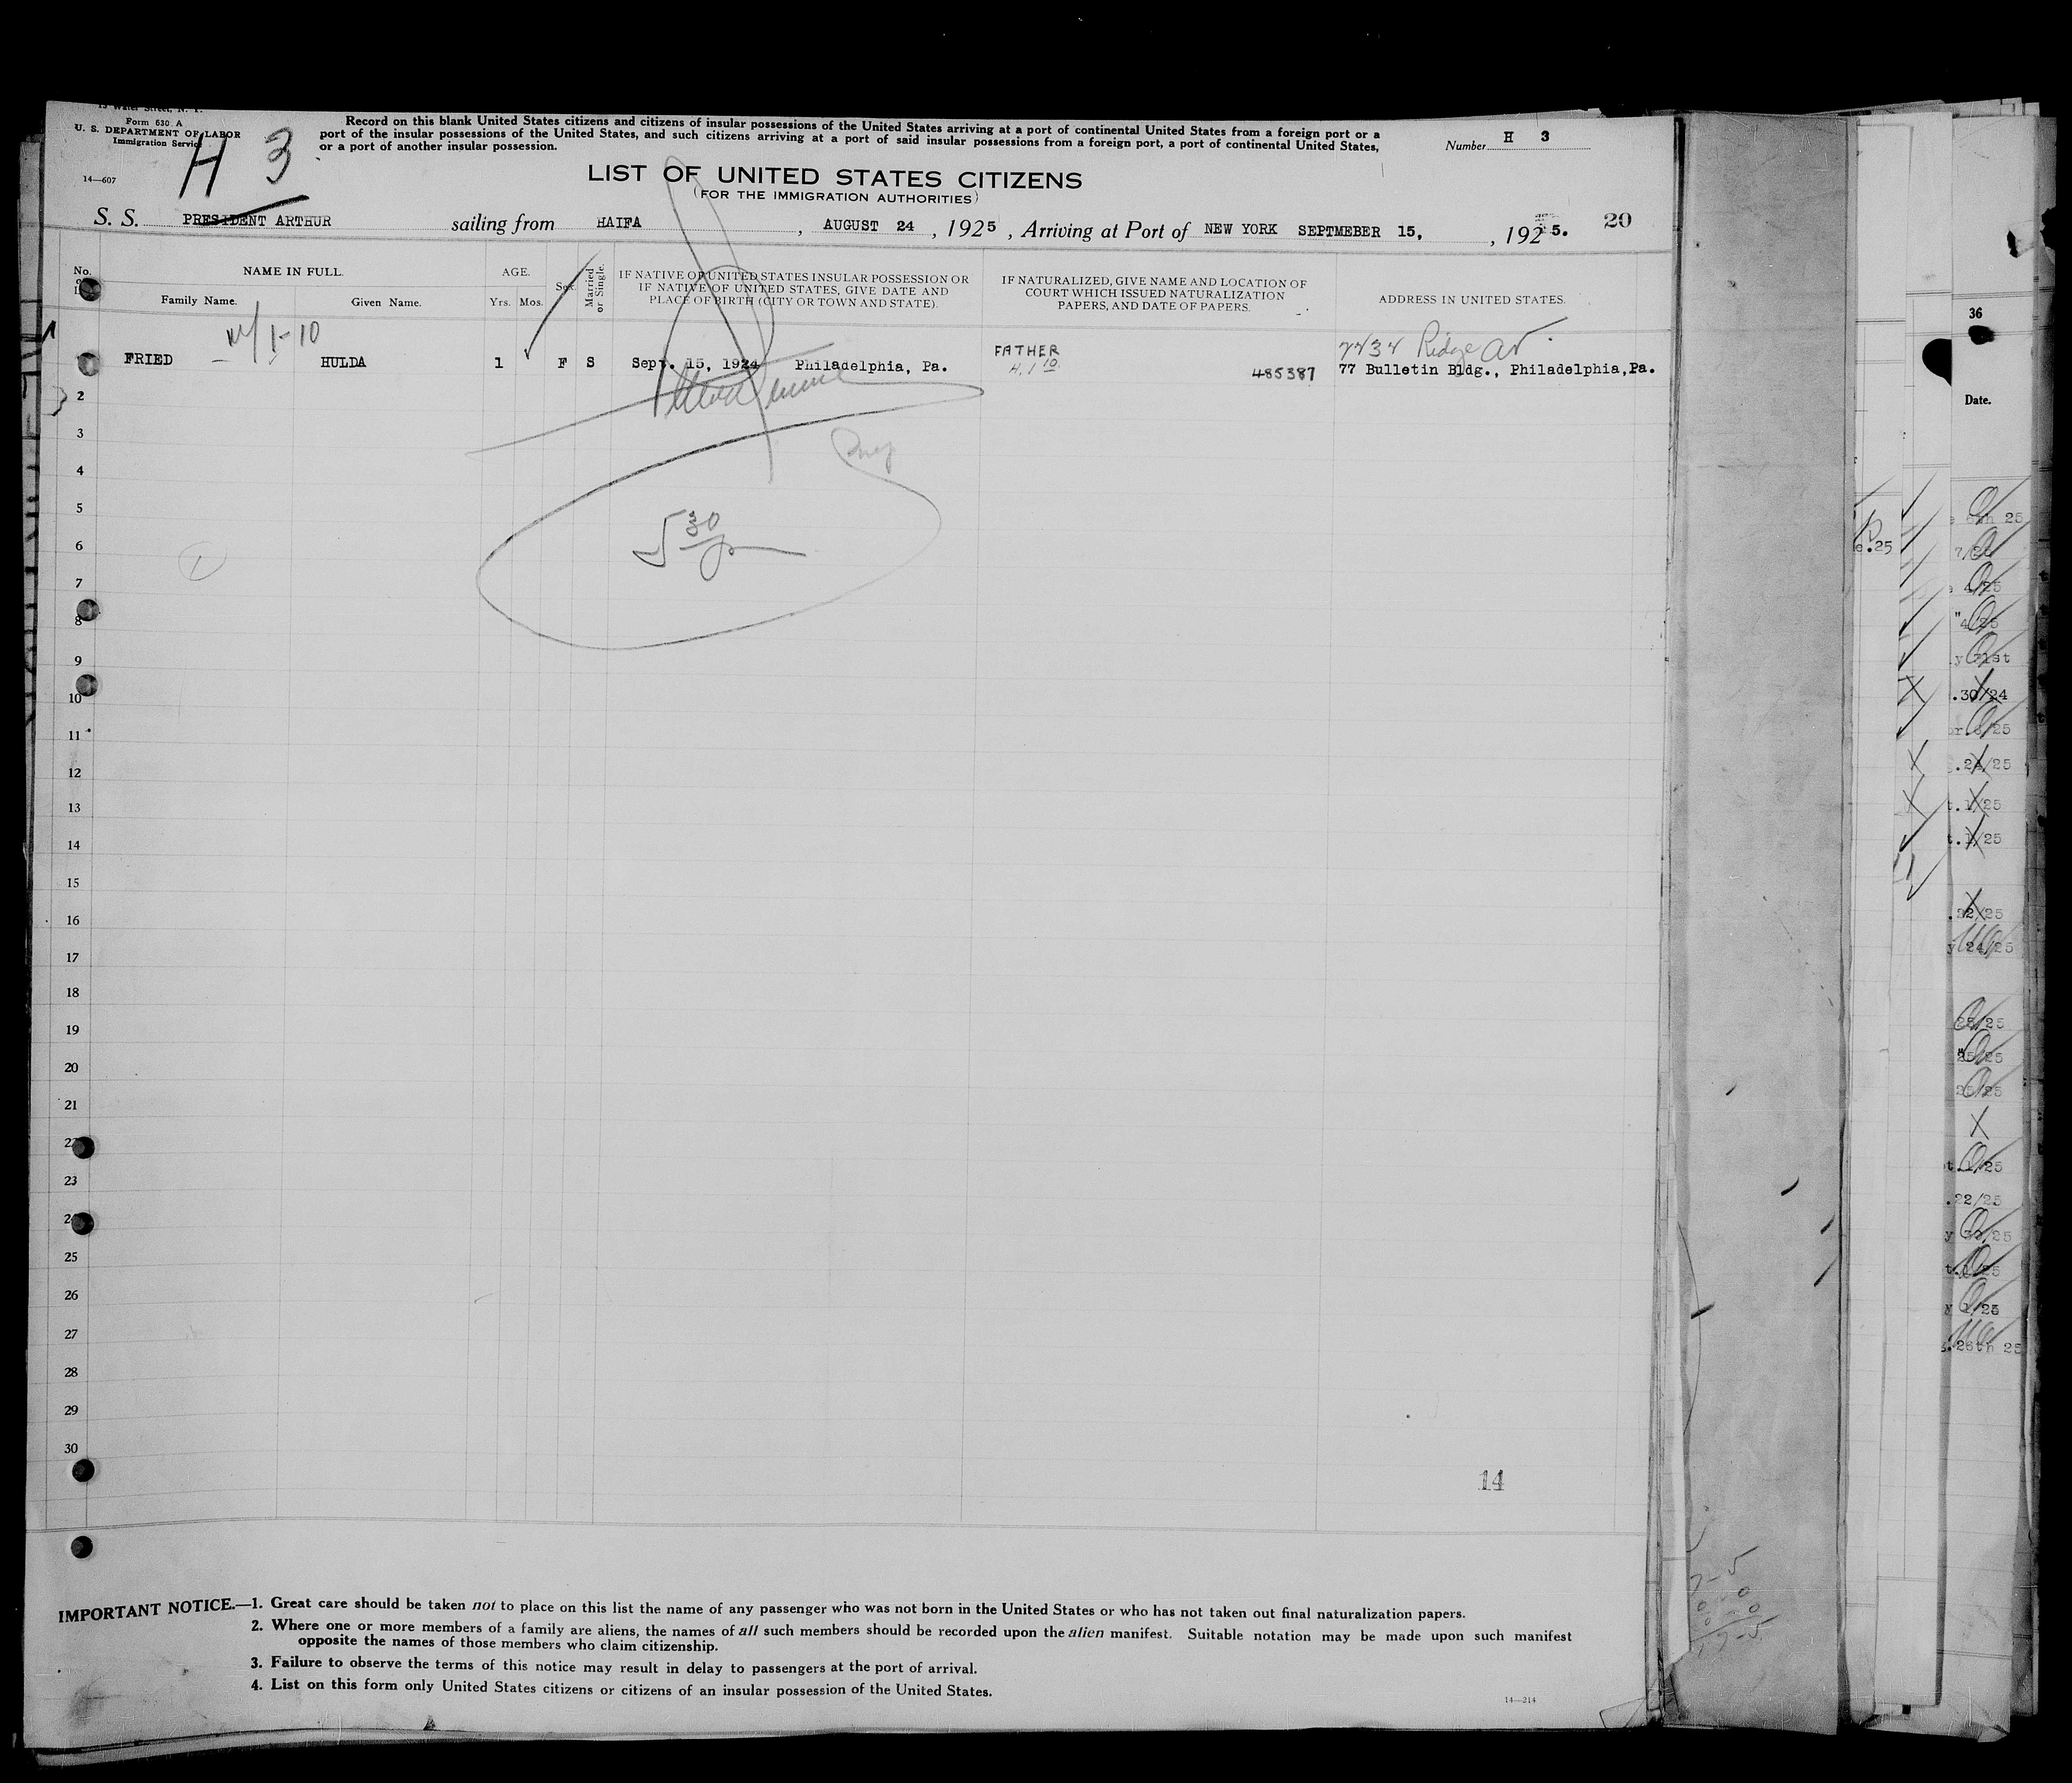 Form 630 A
U. S. DEPARTMENT OF LABOR
Immigration Service
14—607
H 3
Record on this blank United States citizens and citizens of insular possessions of the United States arriving at a port of continental United States from a foreign port or a
port of the insular possessions of the United States, and such citizens arriving at a port of said insular possessions from a foreign port, a port of continental United States,
or a port of another insular possession.
Number H 3
LIST OF UNITED STATES CITIZENS
(FOR THE IMMIGRATION AUTHORITIES)
S. S. PRESIDENT ARTHUR sailing from HAIFA , AUGUST 24 , 1925 , Arriving at Port of NEW YORK SEPTMEBER 15, , 1925. 20
No.
NAME IN FULL.
Family Name. Given Name.
AGE.
Yrs. Mos.
Sex.
Married or Single.
IF NATIVE OF UNITED STATES INSULAR POSSESSION OR
IF NATIVE OF UNITED STATES, GIVE DATE AND
PLACE OF BIRTH (CITY OR TOWN AND STATE).
IF NATURALIZED, GIVE NAME AND LOCATION OF
COURT WHICH ISSUED NATURALIZATION
PAPERS, AND DATE OF PAPERS.
ADDRESS IN UNITED STATES.
1-10
Ridge Av
FRIED HULDA 1 F S Sept. 15, 1924 Philadelphia, Pa. FATHER 485387 77 Bulletin Bldg., Philadelphia,Pa.
2
3
4
5
5 30
6
7
8
9
10
11
12
13
14
15
16
17
18
19
20
21
22
23
24
25
26
27
28
29
30
14
IMPORTANT NOTICE.—1. Great care should be taken not to place on this list the name of any passenger who was not born in the United States or who has not taken out final naturalization papers.
2. Where one or more members of a family are aliens, the names of all such members should be recorded upon the alien manifest. Suitable notation may be made upon such manifest
opposite the names of those members who claim citizenship.
3. Failure to observe the terms of this notice may result in delay to passengers at the port of arrival.
4. List on this form only United States citizens or citizens of an insular possession of the United States.
14—214
36
Date.